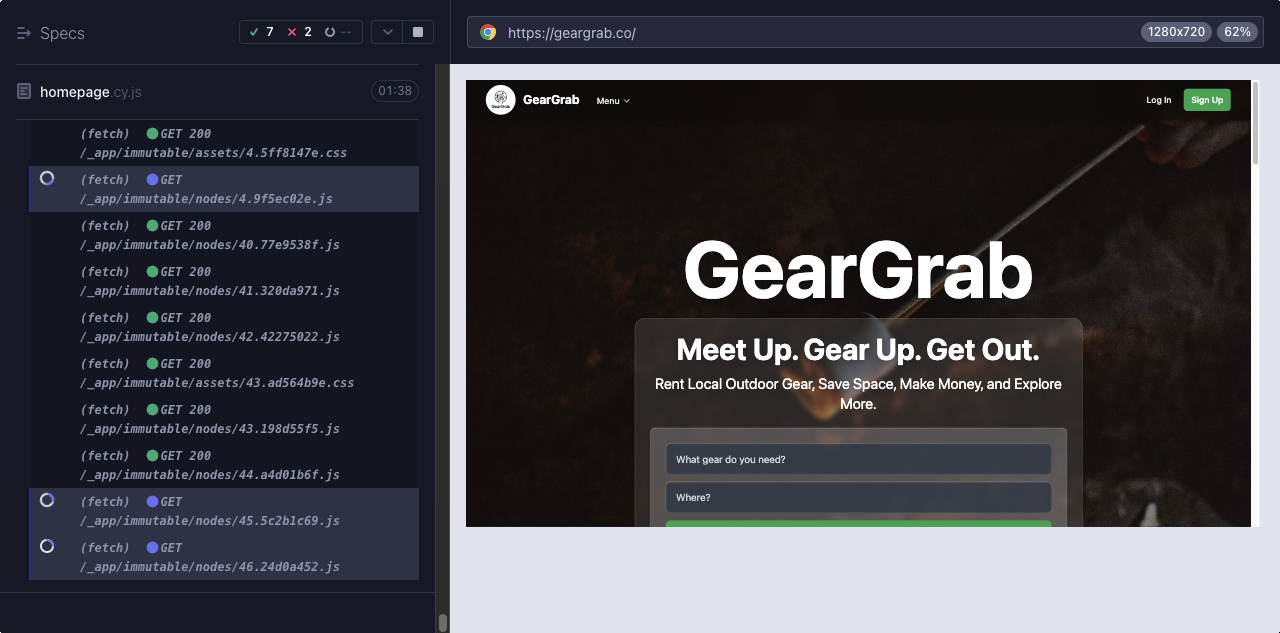 Specs
7
2
--
https://geargrab.co/
1280x720
62%
homepage.cy.js
01:38
(fetch) GET 200
/_app/immutable/assets/4.5ff8147e.css
(fetch) GET
/_app/immutable/nodes/4.9f5ec02e.js
(fetch) GET 200
/_app/immutable/nodes/40.77e9538f.js
(fetch) GET 200
/_app/immutable/nodes/41.320da971.js
(fetch) GET 200
/_app/immutable/nodes/42.42275022.js
(fetch) GET 200
/_app/immutable/assets/43.ad564b9e.css
(fetch) GET 200
/_app/immutable/nodes/43.198d55f5.js
(fetch) GET 200
/_app/immutable/nodes/44.a4d01b6f.js
(fetch) GET
/_app/immutable/nodes/45.5c2b1c69.js
(fetch) GET
/_app/immutable/nodes/46.24d0a452.js
GearGrab
GearGrab
Menu
Log In
Sign Up
GearGrab
Meet Up. Gear Up. Get Out.
Rent Local Outdoor Gear, Save Space, Make Money, and Explore
More.
What gear do you need?
Where?